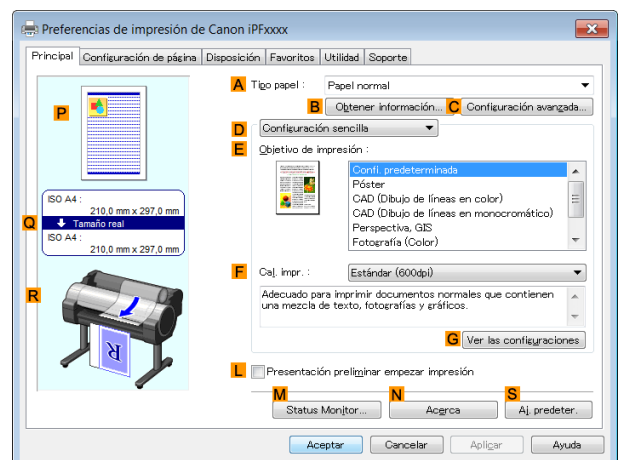 Preferencias de impresión de Canon iPFxxxx
Principal Configuración de página Disposición Favoritos Utilidad Soporte
P
ISO A4 :
210,0 mm x 297,0 mm
Q Tamaño real
ISO A4 :
210,0 mm x 297,0 mm
R
A Tipo papel : Papel normal
B Obtener información... C Configuración avanzada...
D Configuración sencilla
E Objetivo de impresión :
Confi. predeterminada
Póster
CAD (Dibujo de líneas en color)
CAD (Dibujo de líneas en monocromático)
Perspectiva, GIS
Fotografía (Color)
F Cal. impr. : Estándar (600dpi)
Adecuado para imprimir documentos normales que contienen
una mezcla de texto, fotografías y gráficos.
G Ver las configuraciones
L Presentación preliminar empezar impresión
M Status Monitor... N Acerca S Aj. predeter.
Aceptar Cancelar Aplicar Ayuda